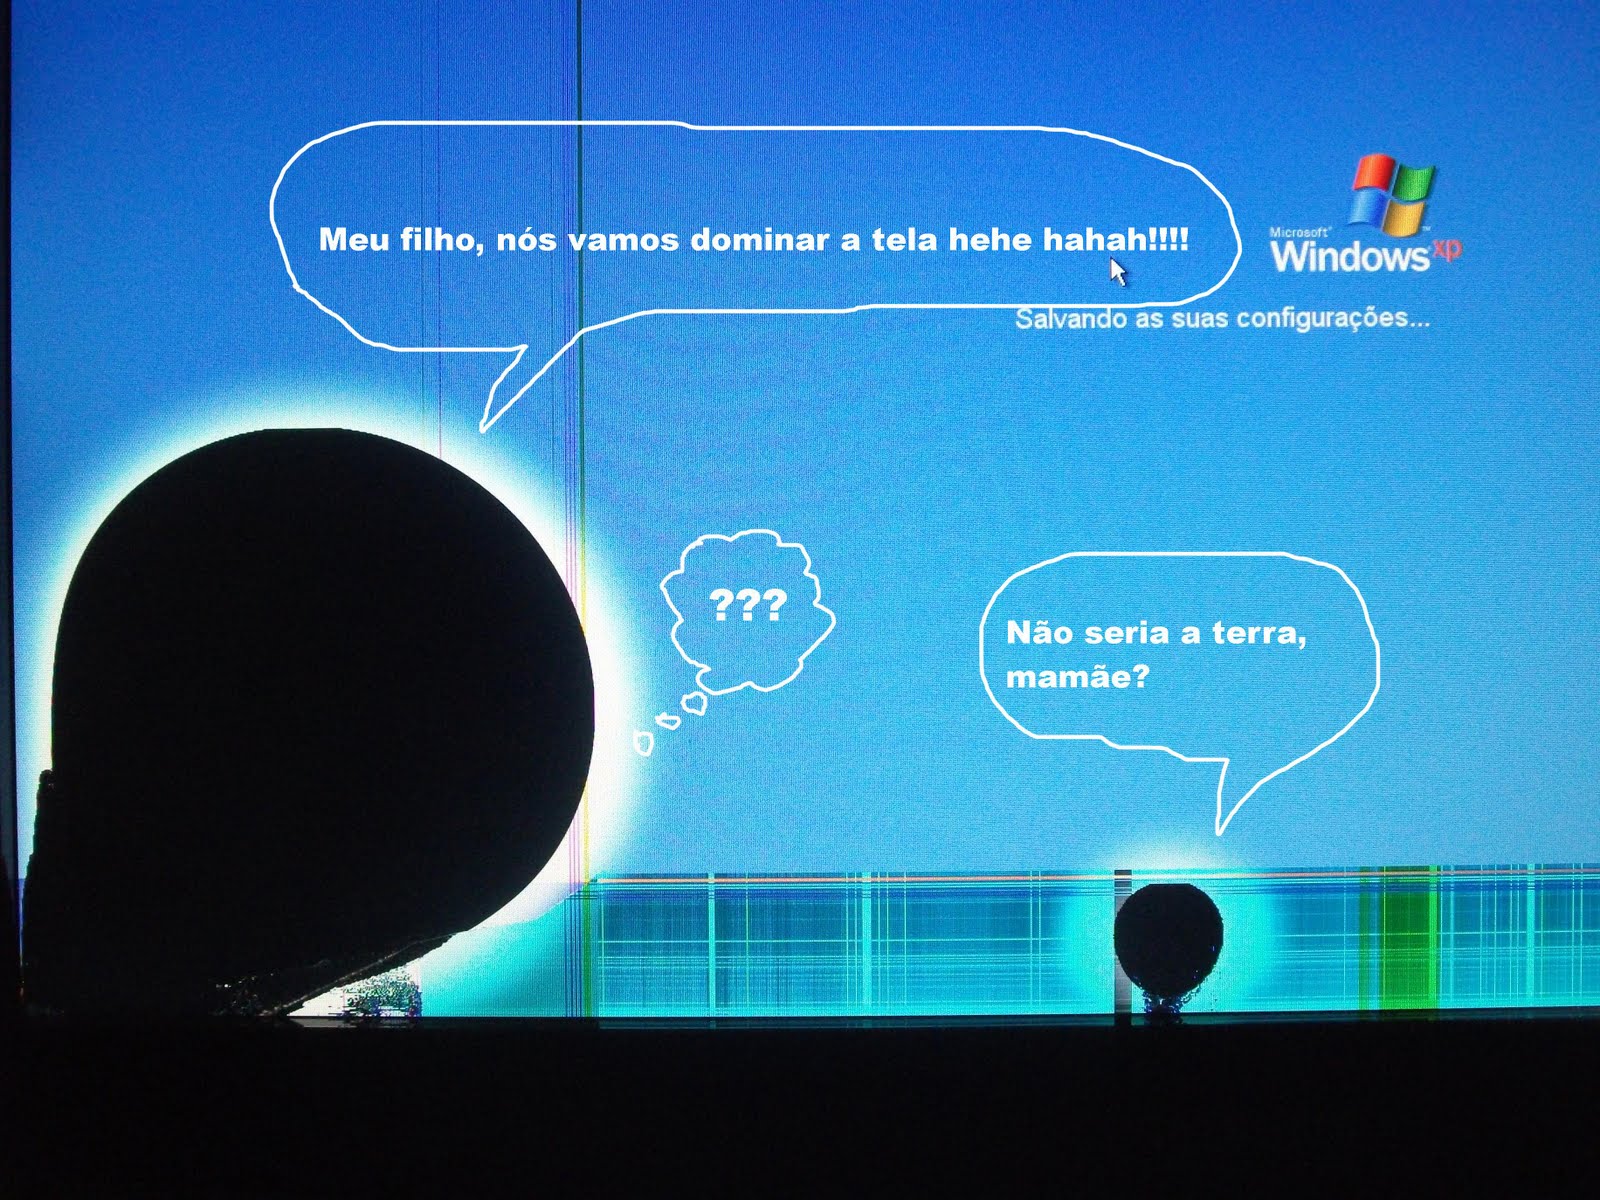 Meu filho, nós vamos dominar a tela hehe hahah!!!!
Microsoft®
Windows xp
Salvando as suas configurações...
???
Não seria a terra,
mamãe?